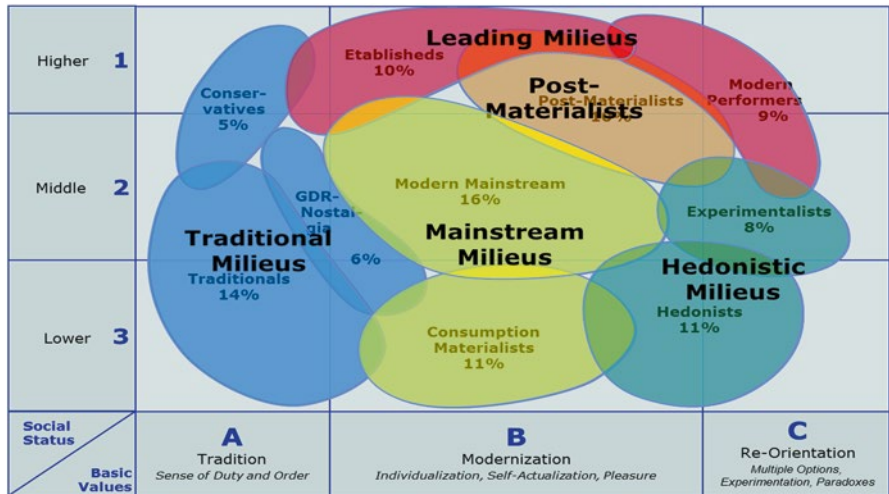 Higher 1
Leading Milieus
Etablisheds
10%
Post-
Materialists
Post-Materialists
10%
Modern
Performers
9%
Conser-
vatives
5%
Middle 2
GDR-
Nostal-
gia
6%
Modern Mainstream
16%
Experimentalists
8%
Traditional
Milieus
Mainstream
Milieus
Hedonistic
Milieus
Traditionals
14%
Hedonists
11%
Lower 3
Consumption
Materialists
11%
Social
Status
Basic
Values
A
Tradition
Sense of Duty and Order
B
Modernization
Individualization, Self-Actualization, Pleasure
C
Re-Orientation
Multiple Options,
Experimentation, Paradoxes